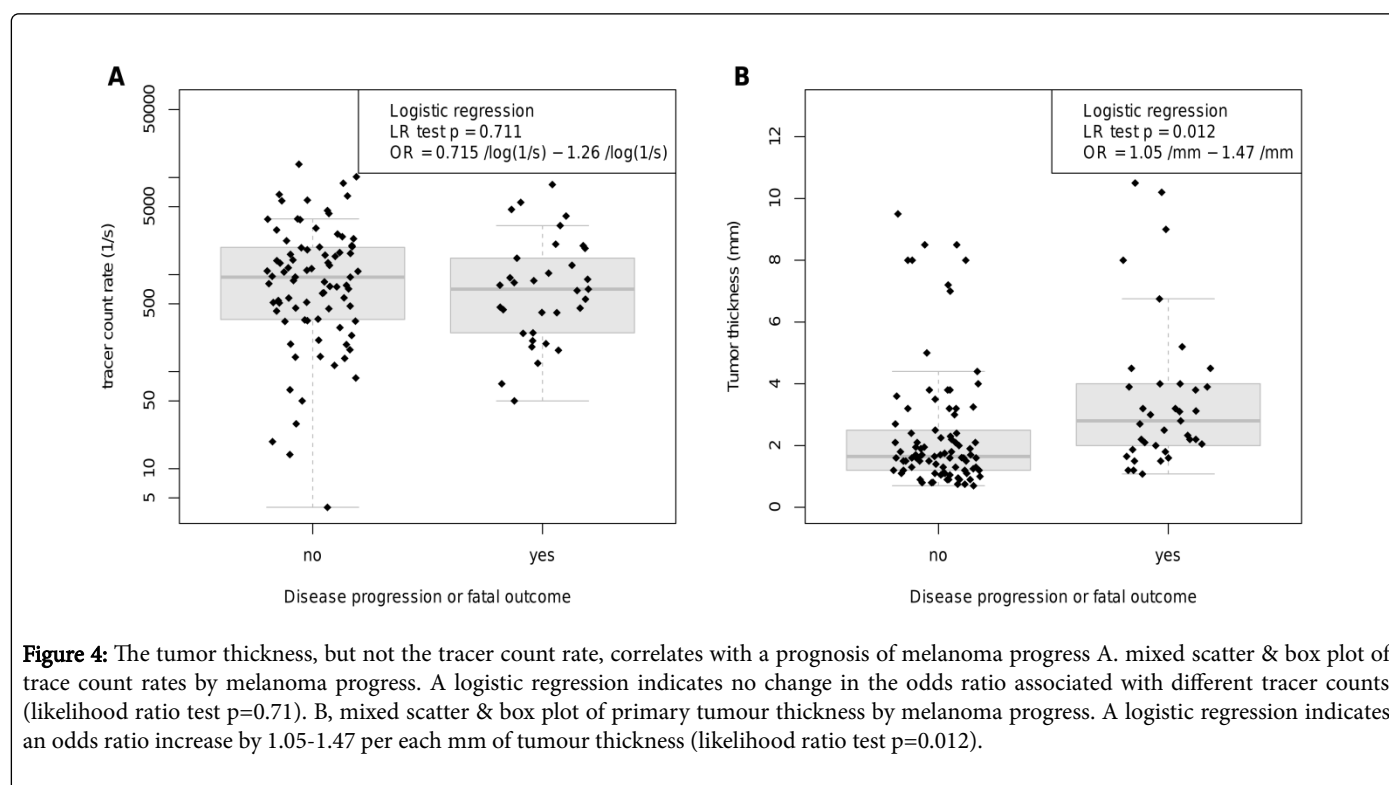 A
B
Logistic regression
LR test p = 0.711
OR = 0.715 /log(1/s) − 1.26 /log(1/s)
Logistic regression
LR test p = 0.012
OR = 1.05 /mm − 1.47 /mm
tracer count rate (1/s)
50000
5000
500
50
10
5
no
yes
Disease progression or fatal outcome
Tumor thickness (mm)
12
10
8
6
4
2
0
no
yes
Disease progression or fatal outcome
Figure 4: The tumor thickness, but not the tracer count rate, correlates with a prognosis of melanoma progress A. mixed scatter & box plot of
trace count rates by melanoma progress. A logistic regression indicates no change in the odds ratio associated with different tracer counts
(likelihood ratio test p=0.71). B, mixed scatter & box plot of primary tumour thickness by melanoma progress. A logistic regression indicates
an odds ratio increase by 1.05-1.47 per each mm of tumour thickness (likelihood ratio test p=0.012).